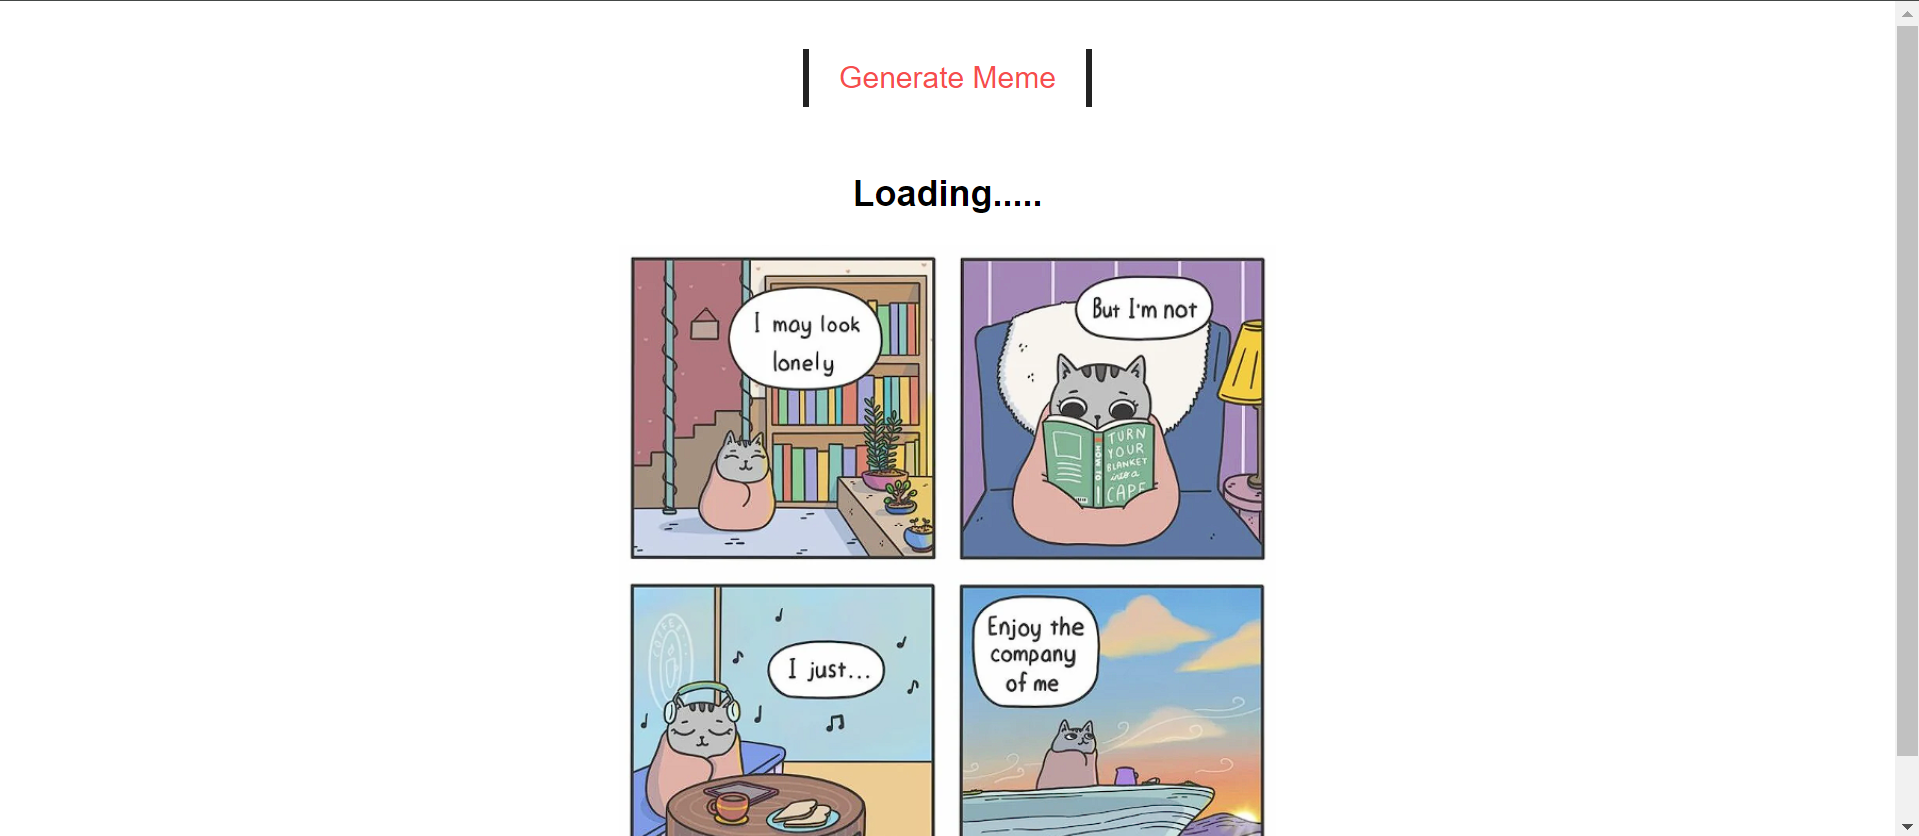 Generate Meme
Loading.....
I may look
lonely
But I'm not
HOW TO
TURN
YOUR
BLANKET
into a
CAPE
I just...
COFFEE
Enjoy the
company
of me